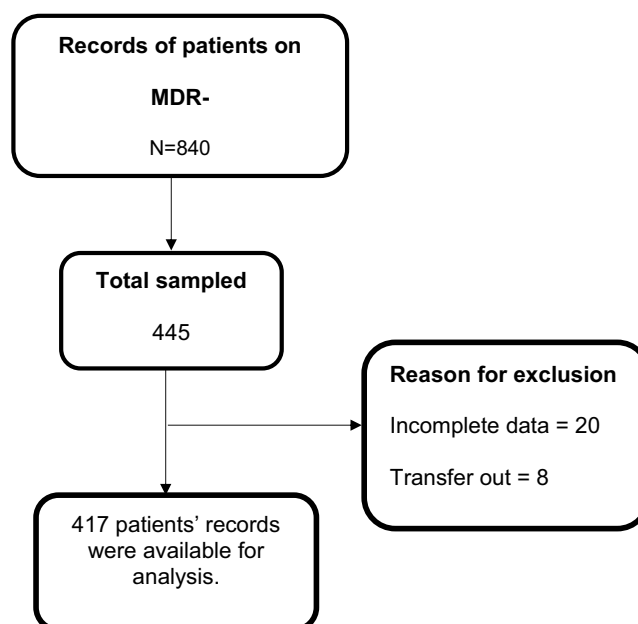 Records of patients on
MDR-
N=840
Total sampled
445
Reason for exclusion
Incomplete data = 20
Transfer out = 8
417 patients’ records
were available for
analysis.